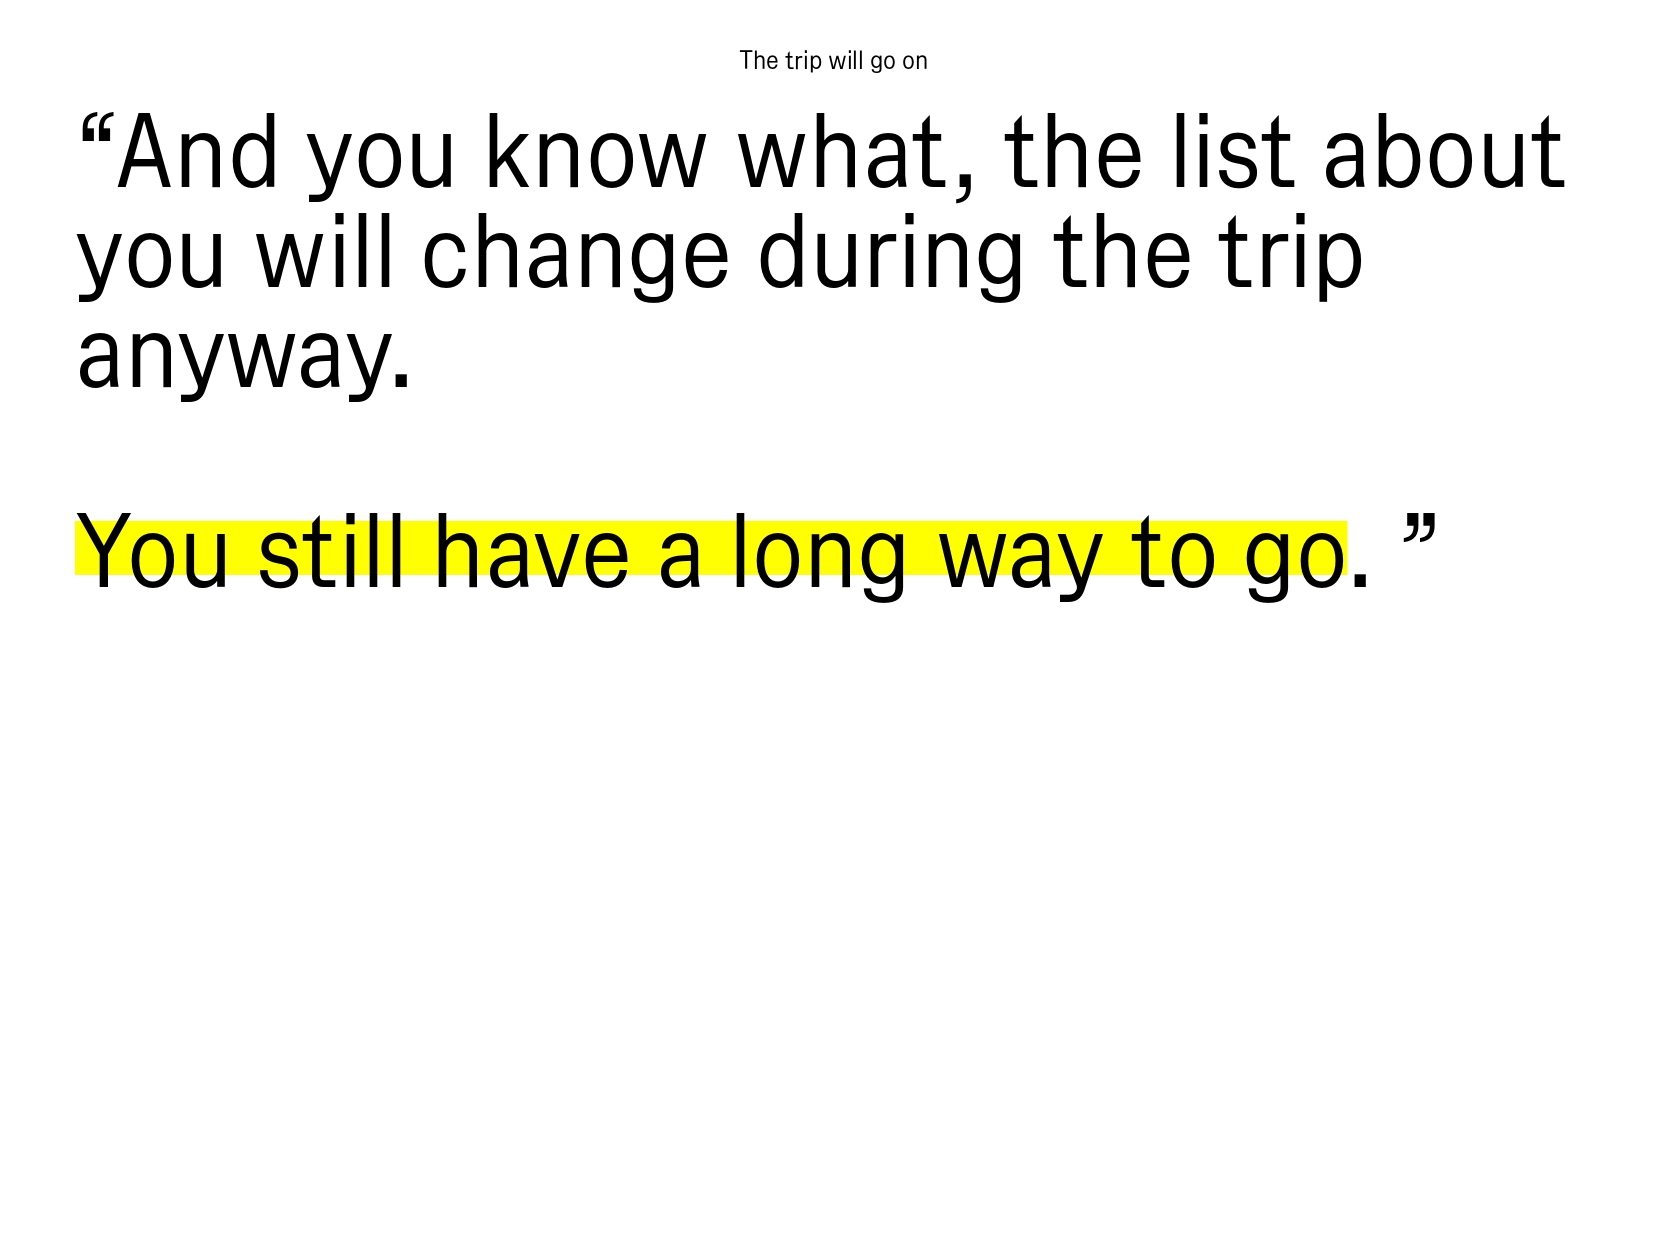 The trip will go on
“And you know what, the list about
you will change during the trip
anyway.
You still have a long way to go. ”